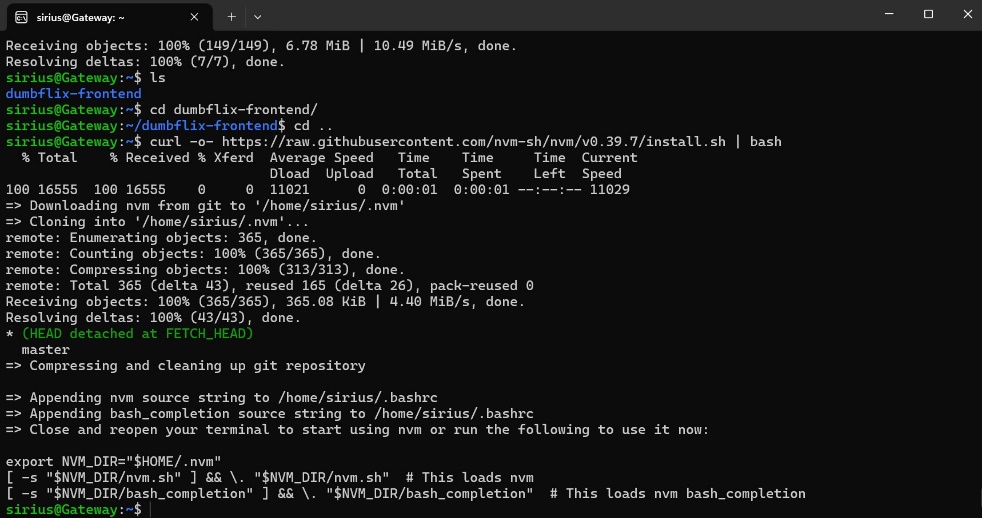 sirius@Gateway: ~
Receiving objects: 100% (149/149), 6.78 MiB | 10.49 MiB/s, done.
Resolving deltas: 100% (7/7), done.
sirius@Gateway:~$ ls
dumbflix-frontend
sirius@Gateway:~$ cd dumbflix-frontend/
sirius@Gateway:~/dumbflix-frontend$ cd ..
sirius@Gateway:~$ curl -o- https://raw.githubusercontent.com/nvm-sh/nvm/v0.39.7/install.sh | bash
  % Total    % Received % Xferd  Average Speed   Time    Time     Time  Current
                                 Dload  Upload   Total   Spent    Left  Speed
100 16555  100 16555    0     0  11021      0  0:00:01  0:00:01 --:--:-- 11029
=> Downloading nvm from git to '/home/sirius/.nvm'
=> Cloning into '/home/sirius/.nvm'...
remote: Enumerating objects: 365, done.
remote: Counting objects: 100% (365/365), done.
remote: Compressing objects: 100% (313/313), done.
remote: Total 365 (delta 43), reused 165 (delta 26), pack-reused 0
Receiving objects: 100% (365/365), 365.08 KiB | 4.40 MiB/s, done.
Resolving deltas: 100% (43/43), done.
* (HEAD detached at FETCH_HEAD)
  master
=> Compressing and cleaning up git repository

=> Appending nvm source string to /home/sirius/.bashrc
=> Appending bash_completion source string to /home/sirius/.bashrc
=> Close and reopen your terminal to start using nvm or run the following to use it now:

export NVM_DIR="$HOME/.nvm"
[ -s "$NVM_DIR/nvm.sh" ] && \. "$NVM_DIR/nvm.sh"  # This loads nvm
[ -s "$NVM_DIR/bash_completion" ] && \. "$NVM_DIR/bash_completion"  # This loads nvm bash_completion
sirius@Gateway:~$